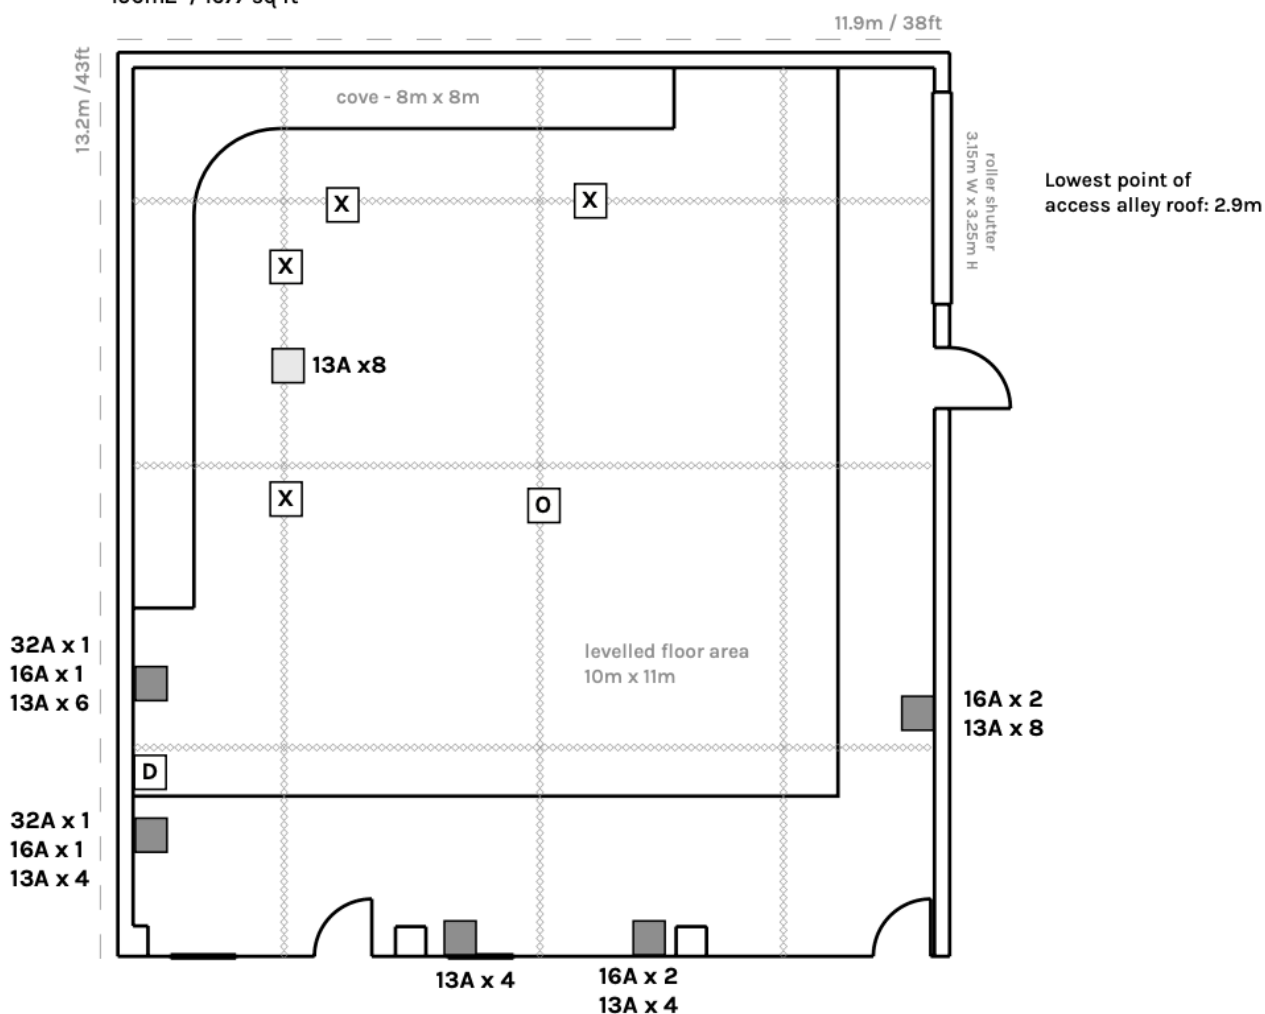 11.9m / 38ft
13.2m /43ft
cove - 8m x 8m
roller shutter
3.15m W x 3.25m H
Lowest point of
access alley roof: 2.9m
X
X
X
13A x8
X
O
32A x 1
16A x 1
13A x 6
levelled floor area
10m x 11m
16A x 2
13A x 8
D
32A x 1
16A x 1
13A x 4
13A x 4
16A x 2
13A x 4